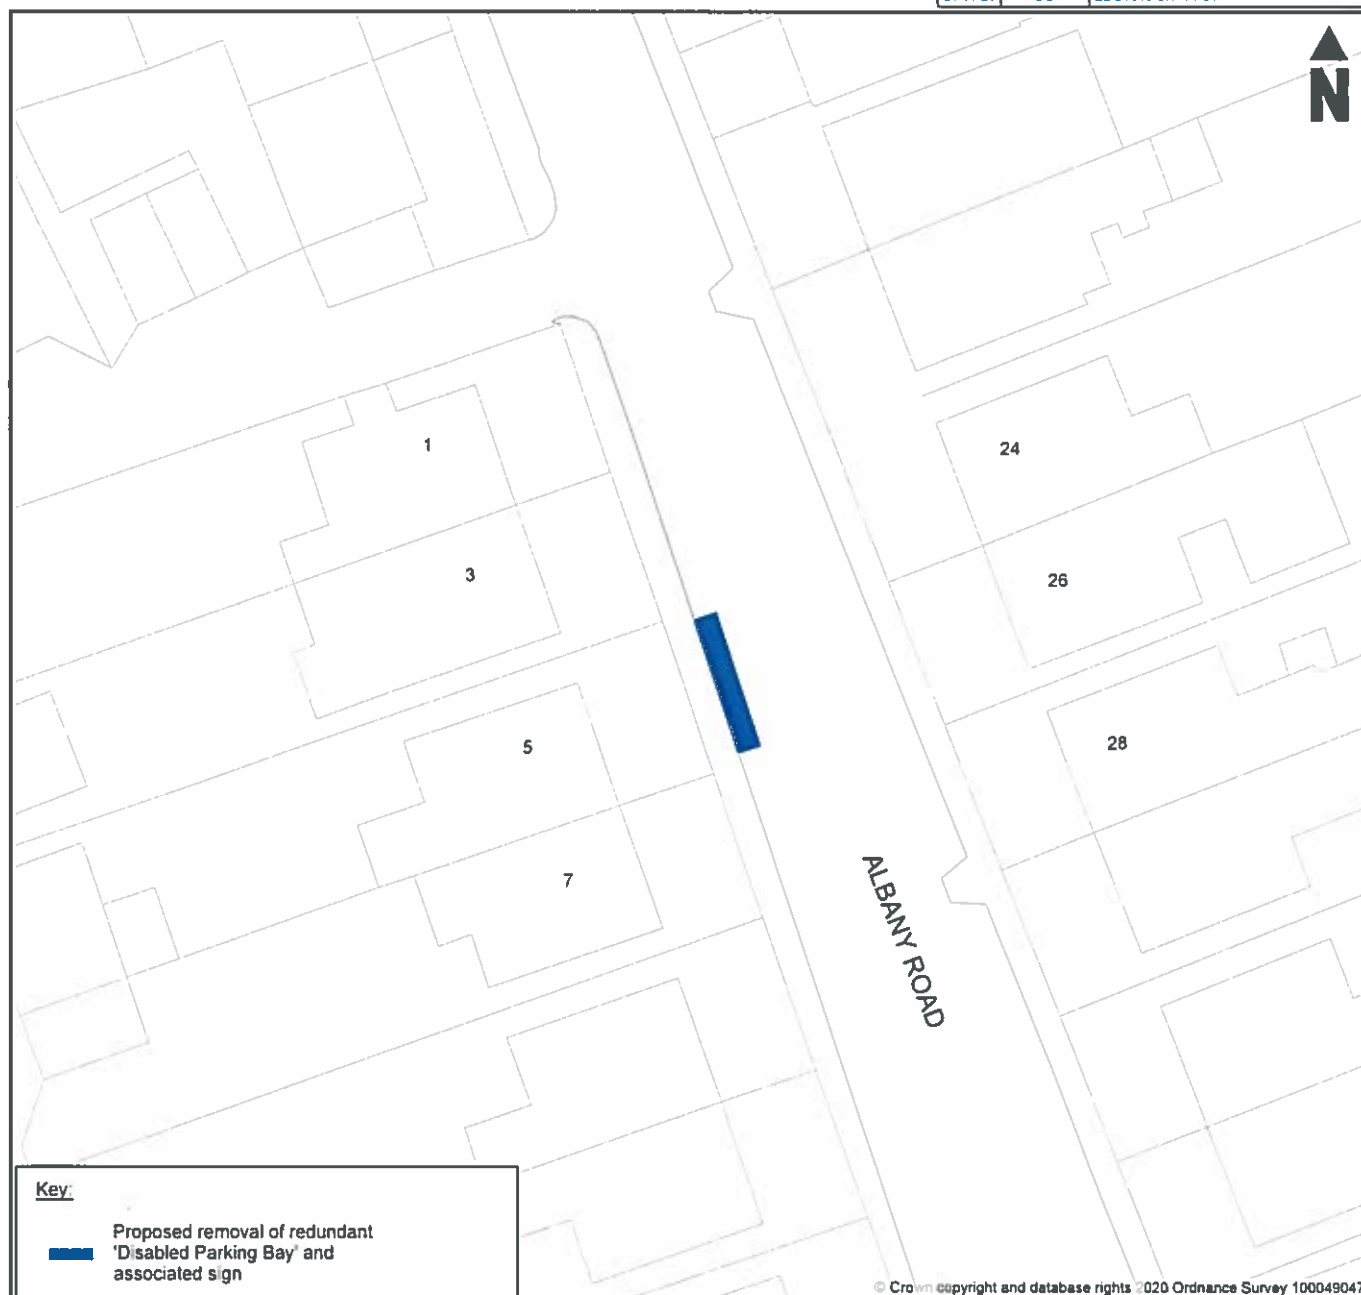 N
1
24
3
26
5
28
7
ALBANY ROAD
Key:
Proposed removal of redundant
'Disabled Parking Bay' and
associated sign
© Crown copyright and database rights 2020 Ordnance Survey 100049047